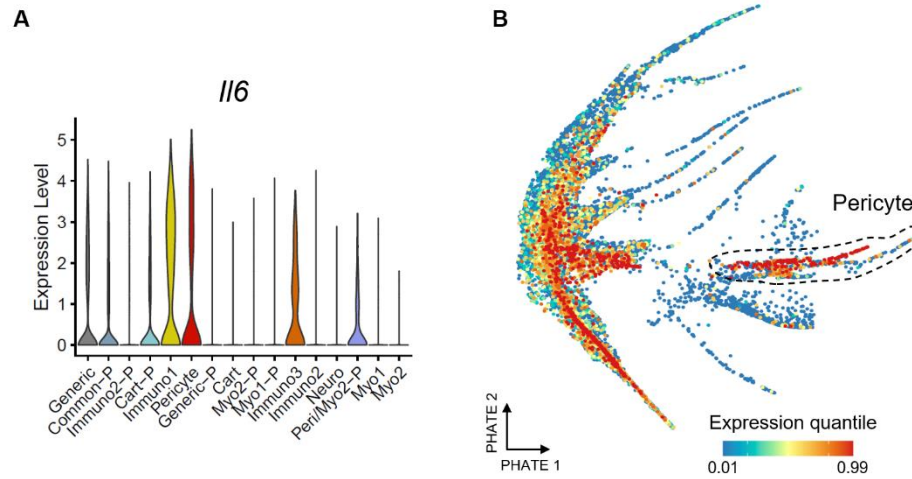 A
Il6
Expression Level
5
4
3
2
1
0
Generic
Common-P
Immuno2-P
Cart-P
Immuno1
Pericyte
Generic-P
Cart
Myo2-P
Myo1-P
Immuno3
Immuno2
Neuro
Peri/Myo2-P
Myo1
Myo2
B
Pericyte
PHATE 2
PHATE 1
Expression quantile
0.01 0.99